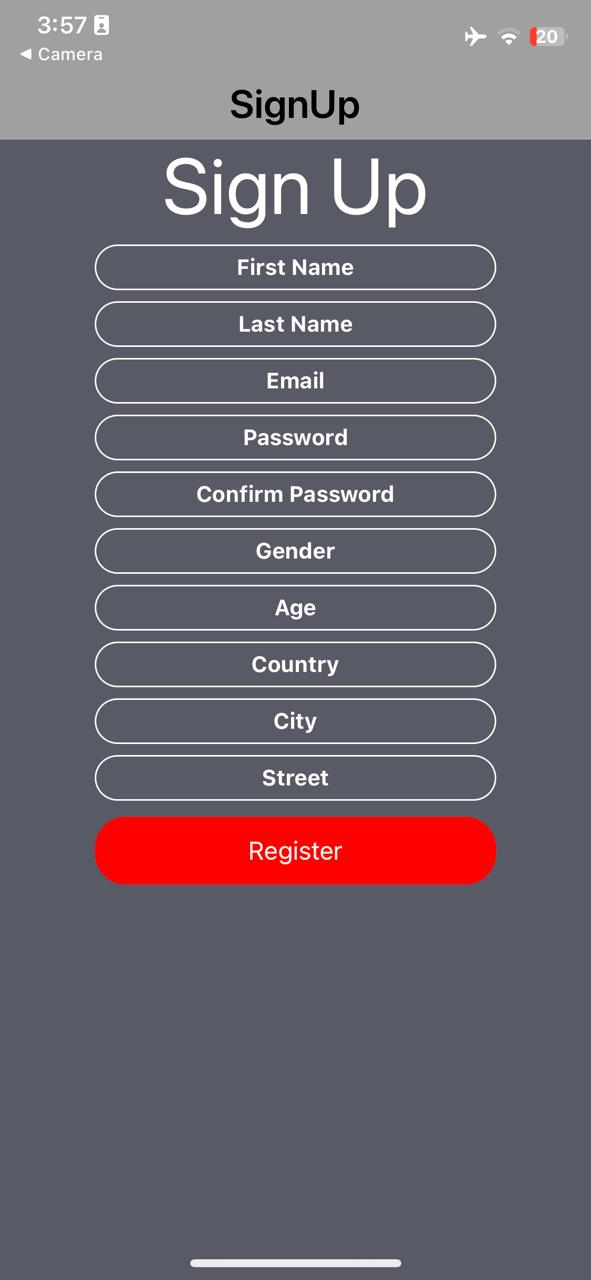 3:57
20
◀ Camera
SignUp
Sign Up
First Name
Last Name
Email
Password
Confirm Password
Gender
Age
Country
City
Street
Register